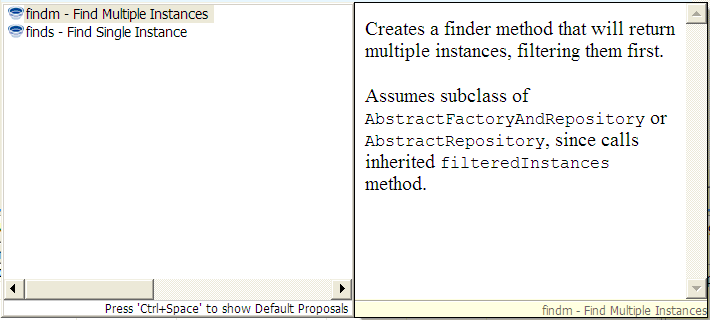 findm - Find Multiple Instances
finds - Find Single Instance
Press 'Ctrl+Space' to show Default Proposals
Creates a finder method that will return
multiple instances, filtering them first.
Assumes subclass of
AbstractFactoryAndRepository or
AbstractRepository, since calls
inherited filteredInstances
method.
findm - Find Multiple Instances